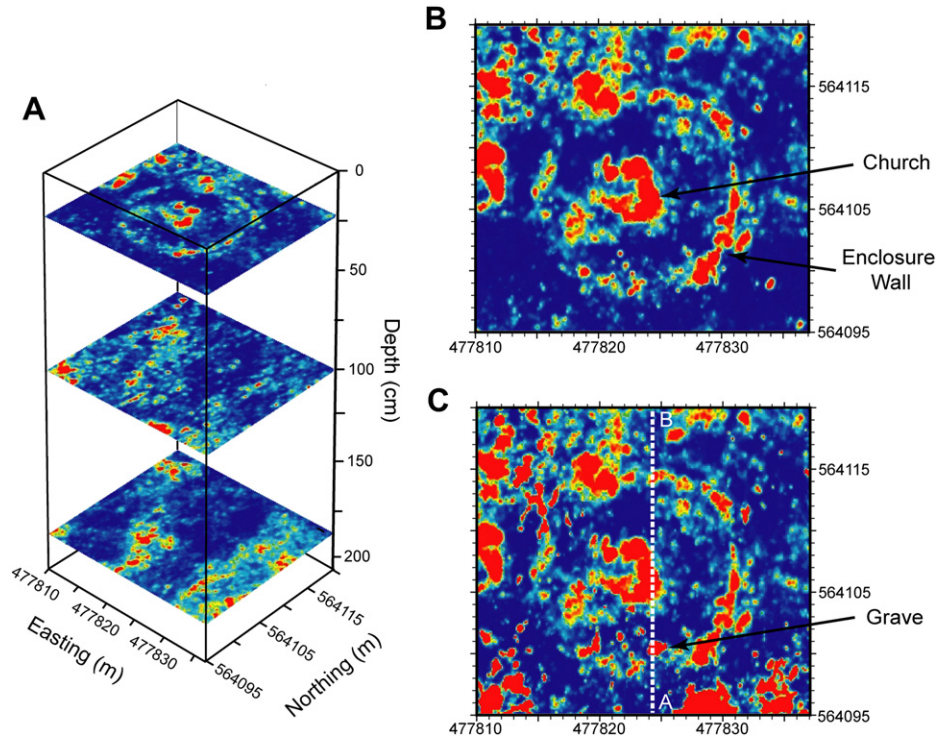 A
0
50
100
150
200
Depth (cm)
477810
477820
477830
Easting (m)
564095
564105
564115
Northing (m)
B
564115
564105
564095
477810
477820
477830
Church
Enclosure
Wall
C
B
A
564115
564105
564095
477810
477820
477830
Grave